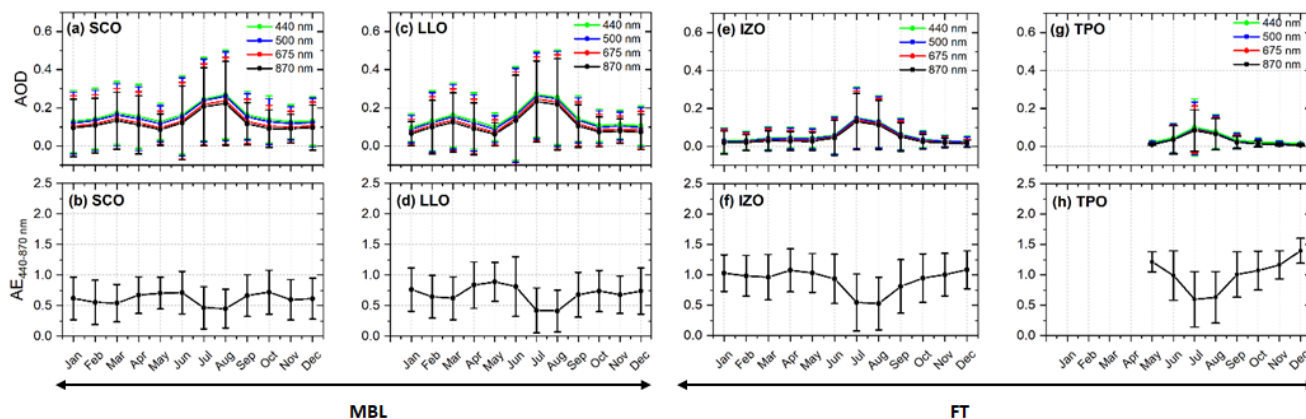 (a) SCO
440 nm
500 nm
675 nm
870 nm
(c) LLO
440 nm
500 nm
675 nm
870 nm
(e) IZO
440 nm
500 nm
675 nm
870 nm
(g) TPO
440 nm
500 nm
675 nm
870 nm
AOD
0.6
0.4
0.2
0.0
0.6
0.4
0.2
0.0
0.6
0.4
0.2
0.0
0.6
0.4
0.2
0.0
(b) SCO
(d) LLO
(f) IZO
(h) TPO
AE440-870 nm
2.5
2.0
1.5
1.0
0.5
0.0
2.5
2.0
1.5
1.0
0.5
0.0
2.5
2.0
1.5
1.0
0.5
0.0
2.5
2.0
1.5
1.0
0.5
0.0
Jan Feb Mar Apr May Jun Jul Aug Sep Oct Nov Dec
Jan Feb Mar Apr May Jun Jul Aug Sep Oct Nov Dec
Jan Feb Mar Apr May Jun Jul Aug Sep Oct Nov Dec
Jan Feb Mar Apr May Jun Jul Aug Sep Oct Nov Dec
MBL
FT